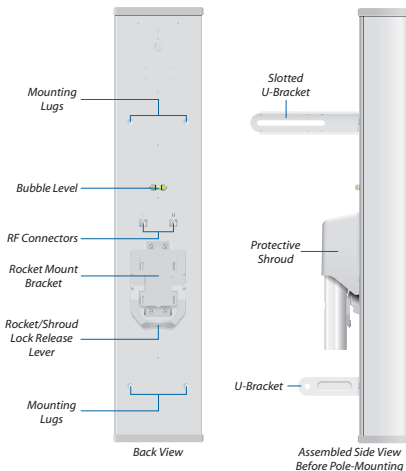 Mounting
Lugs
Bubble Level
RF Connectors
Rocket Mount
Bracket
Rocket/Shroud
Lock Release
Lever
Mounting
Lugs
Back View
Slotted
U-Bracket
Protective
Shroud
U-Bracket
Assembled Side View
Before Pole-Mounting